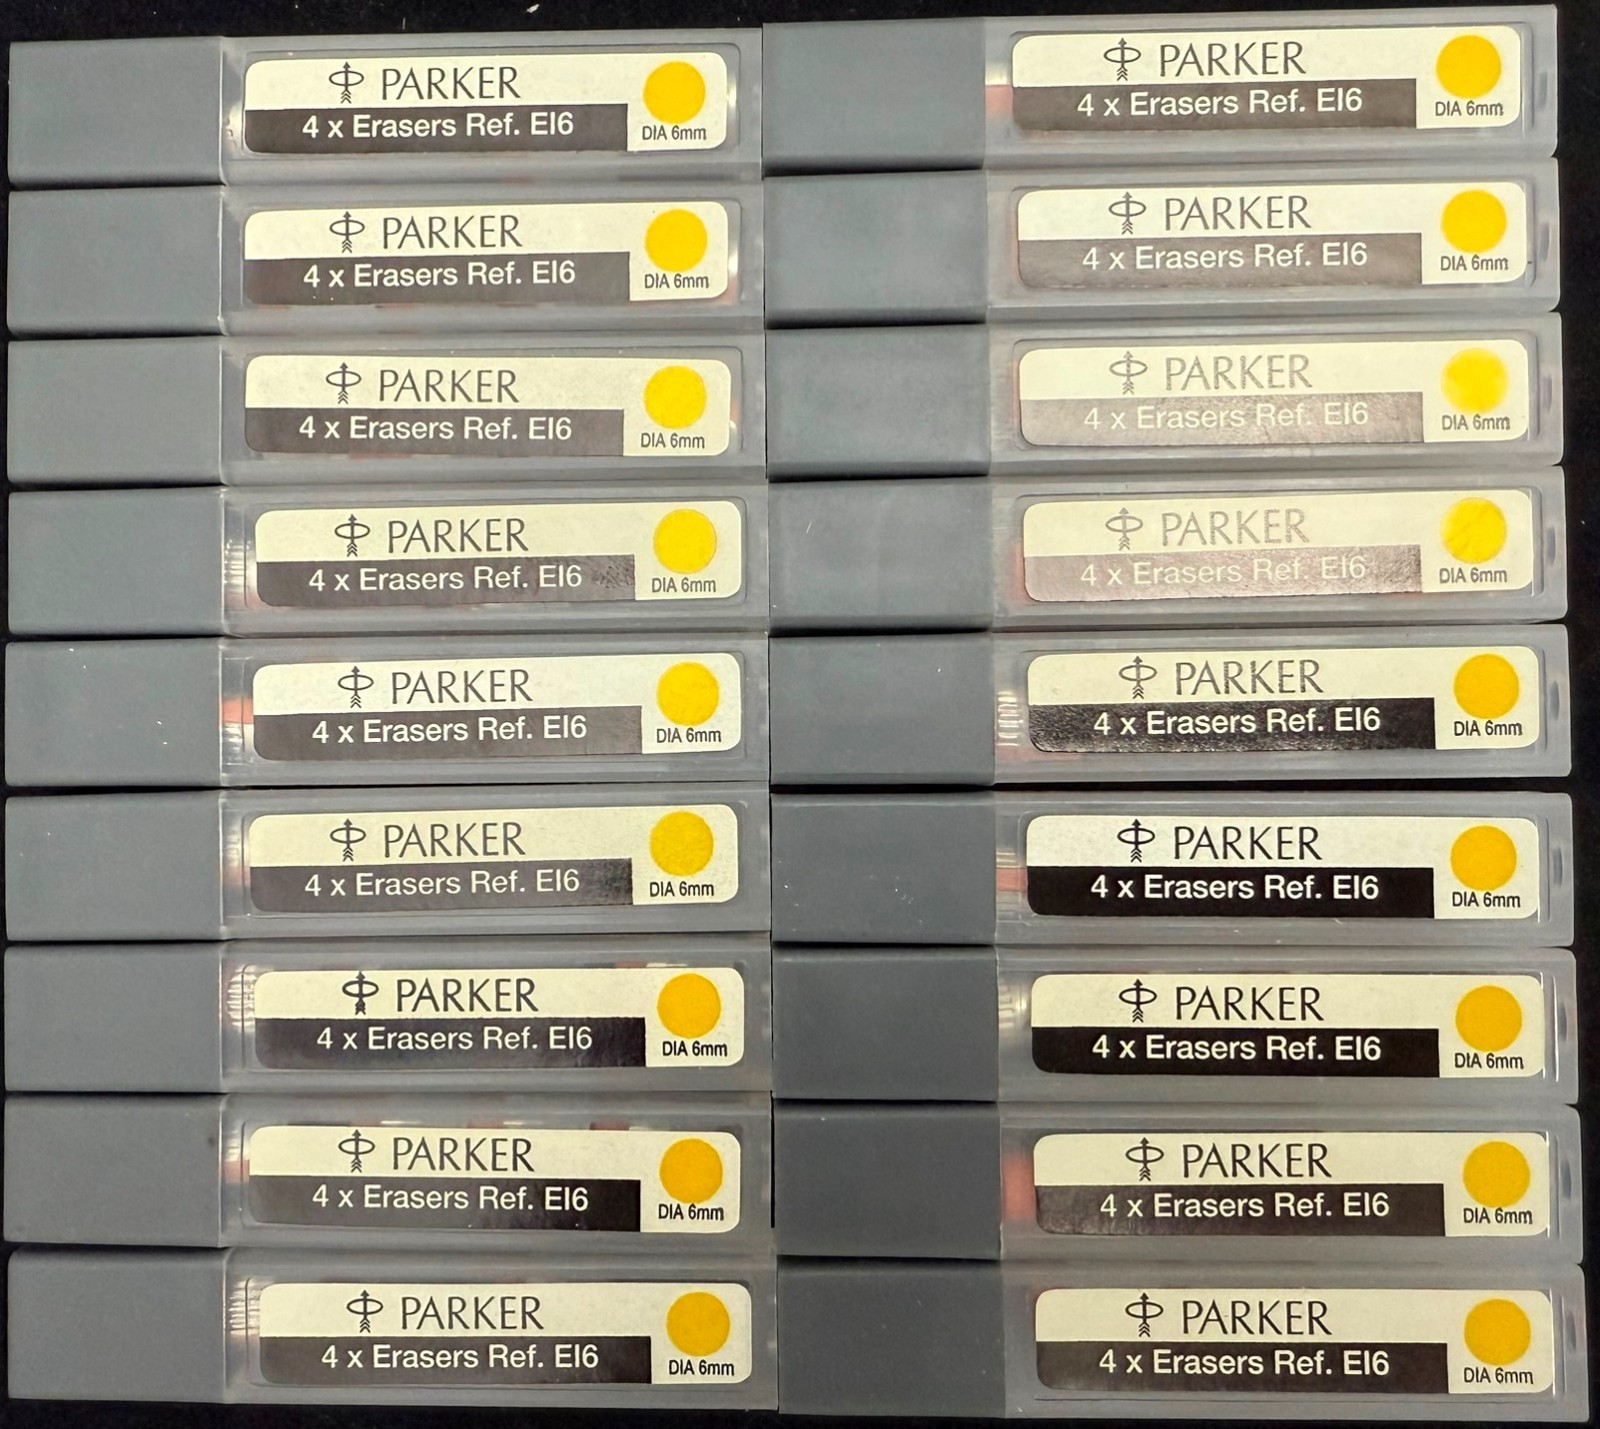 PARKER
4 x Erasers Ref. EI6
DIA 6mm
PARKER
4 x Erasers Ref. EI6
DIA 6mm
PARKER
4 x Erasers Ref. EI6
DIA 6mm
PARKER
4 x Erasers Ref. EI6
DIA 6mm
PARKER
4 x Erasers Ref. EI6
DIA 6mm
PARKER
4 x Erasers Ref. EI6
DIA 6mm
PARKER
4 x Erasers Ref. EI6
DIA 6mm
PARKER
4 x Erasers Ref. EI6
DIA 6mm
PARKER
4 x Erasers Ref. EI6
DIA 6mm
PARKER
4 x Erasers Ref. EI6
DIA 6mm
PARKER
4 x Erasers Ref. EI6
DIA 6mm
PARKER
4 x Erasers Ref. EI6
DIA 6mm
PARKER
4 x Erasers Ref. EI6
DIA 6mm
PARKER
4 x Erasers Ref. EI6
DIA 6mm
PARKER
4 x Erasers Ref. EI6
DIA 6mm
PARKER
4 x Erasers Ref. EI6
DIA 6mm
PARKER
4 x Erasers Ref. EI6
DIA 6mm
PARKER
4 x Erasers Ref. EI6
DIA 6mm